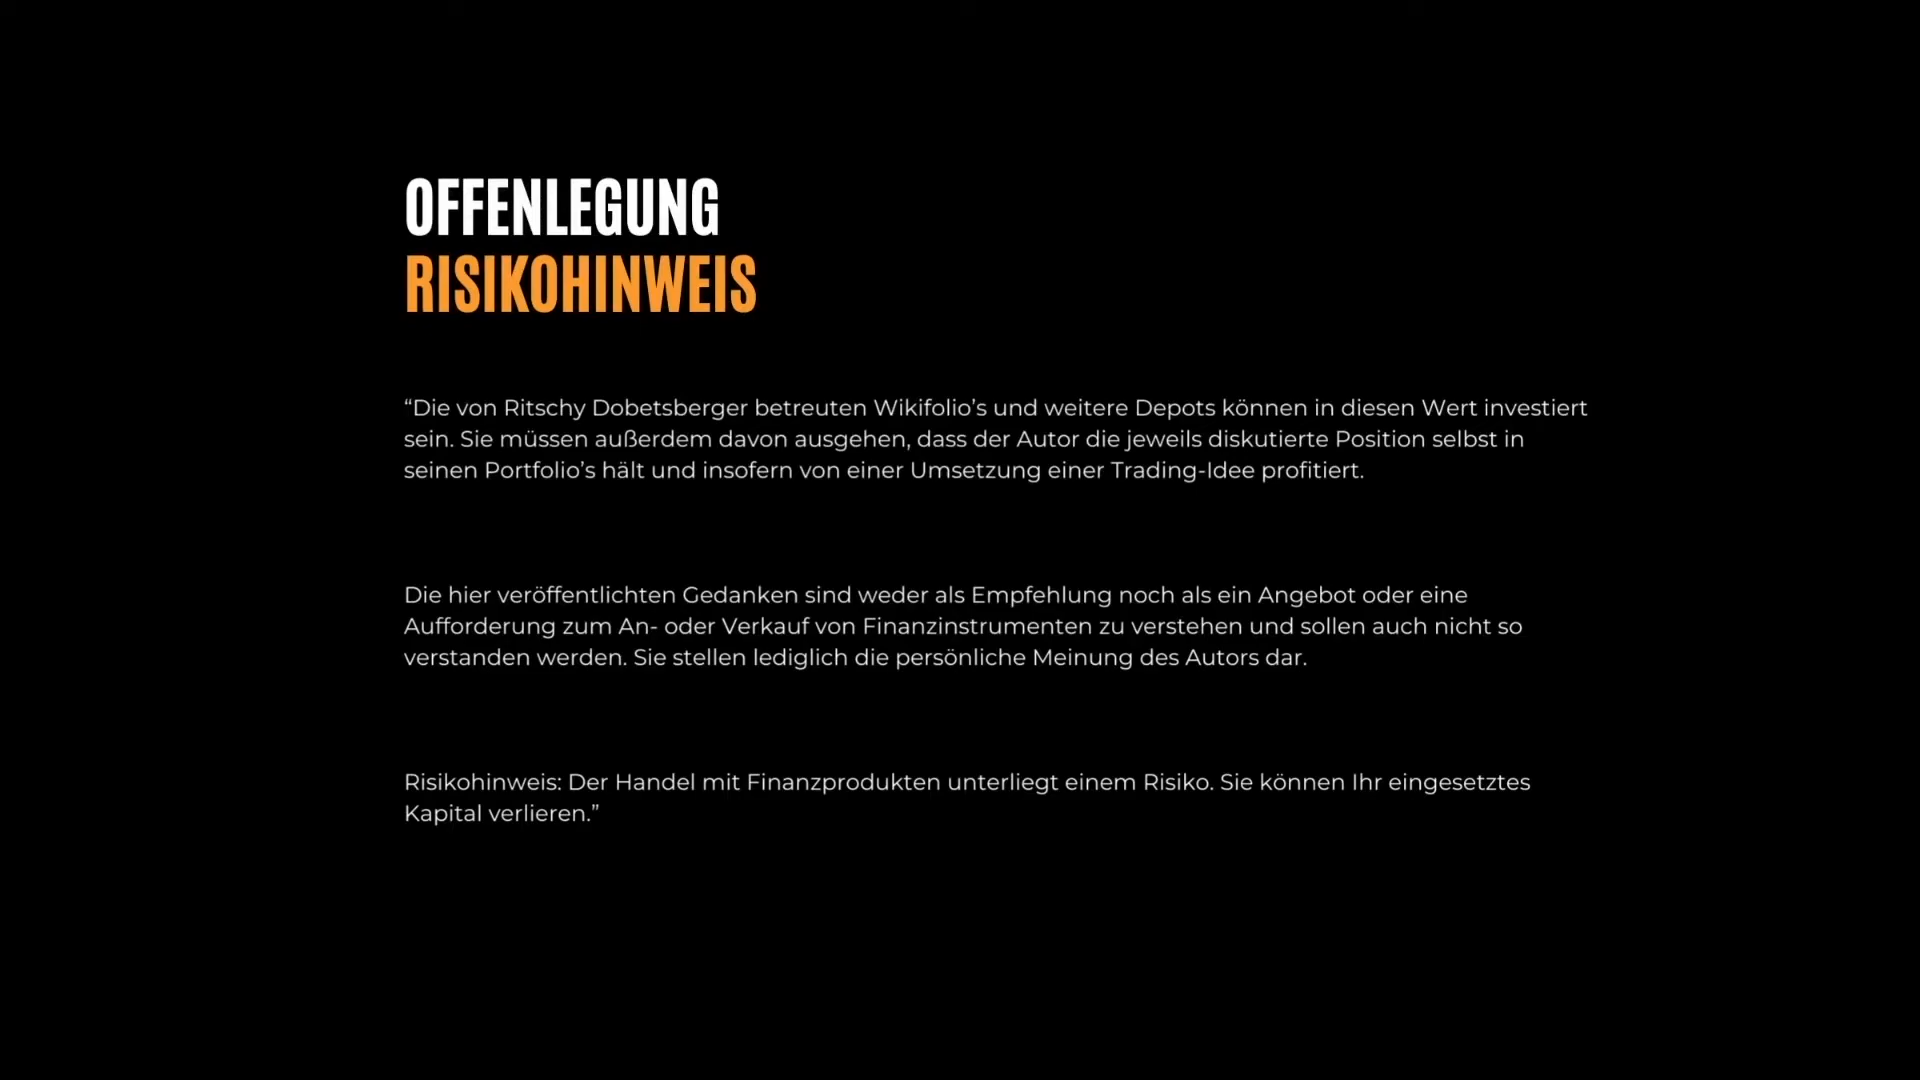 OFFENLEGUNG
RISIKOHINWEIS
“Die von Ritschy Dobetsberger betreuten Wikifolio’s und weitere Depots können in diesen Wert investiert
sein. Sie müssen außerdem davon ausgehen, dass der Autor die jeweils diskutierte Position selbst in
seinen Portfolio’s hält und insofern von einer Umsetzung einer Trading-Idee profitiert.
Die hier veröffentlichten Gedanken sind weder als Empfehlung noch als ein Angebot oder eine
Aufforderung zum An- oder Verkauf von Finanzinstrumenten zu verstehen und sollen auch nicht so
verstanden werden. Sie stellen lediglich die persönliche Meinung des Autors dar.
Risikohinweis: Der Handel mit Finanzprodukten unterliegt einem Risiko. Sie können Ihr eingesetztes
Kapital verlieren.”